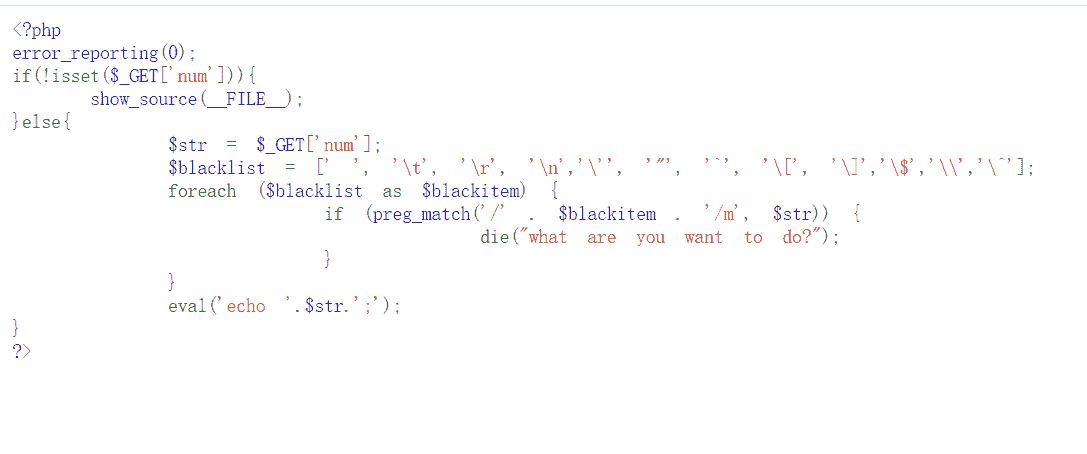 <?php
error_reporting(0);
if(!isset($_GET['num'])){
show_source(__FILE__);
}else{
$str = $_GET['num'];
$blacklist = [' ', '\t', '\r', '\n','\'', '"', '`', '\[', '\]','\$','\\','\^'];
foreach ($blacklist as $blackitem) {
if (preg_match('/' . $blackitem . '/m', $str)) {
die("what are you want to do?");
}
}
eval('echo '.$str.';');
}
?>